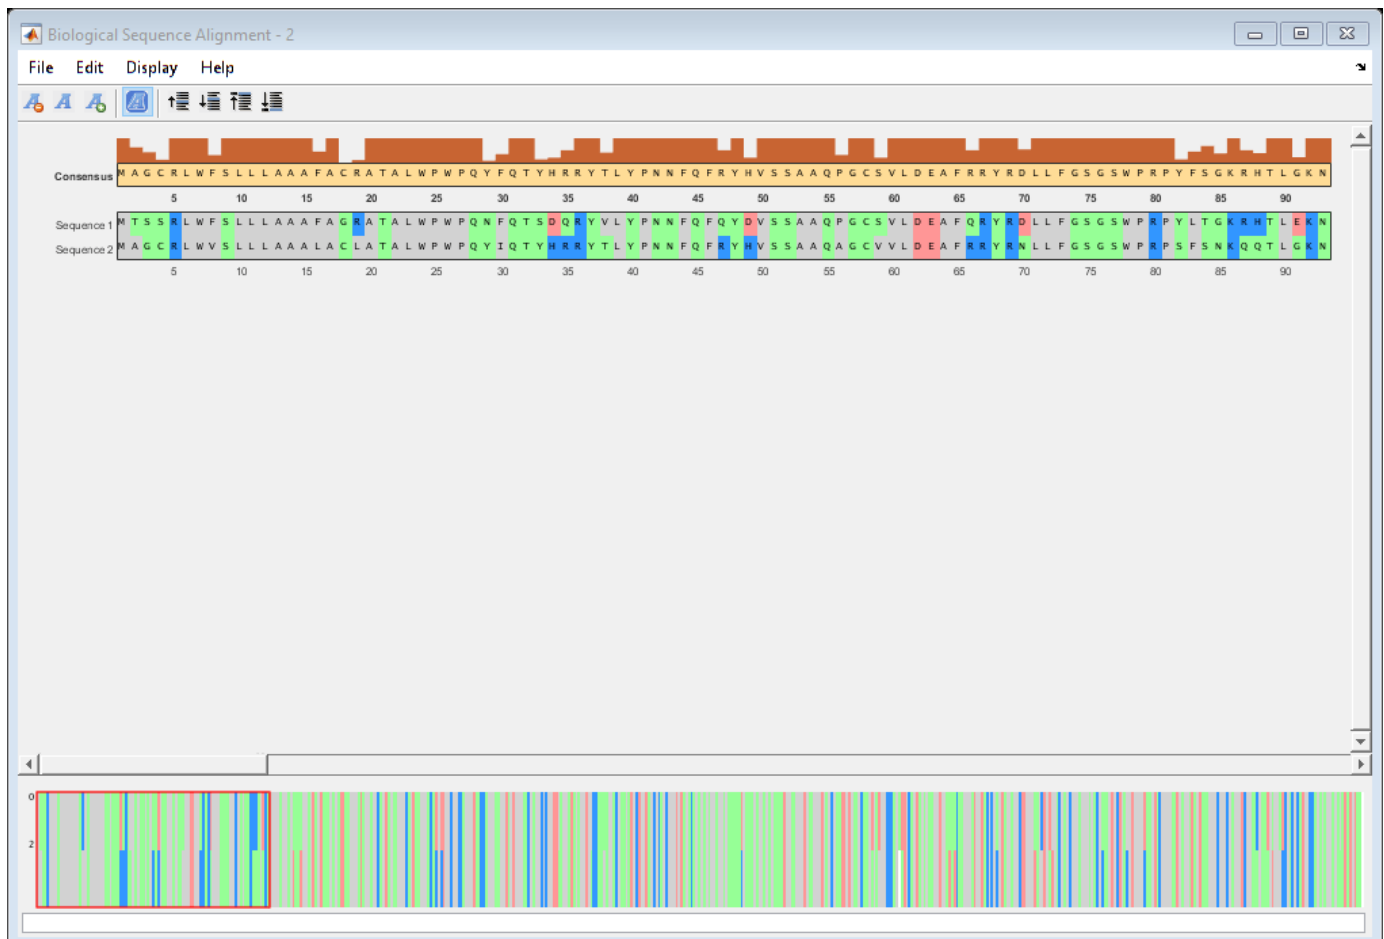 Biological Sequence Alignment - 2
File Edit Display Help
Consensus M A G C R L W F S L L L A A A F A C R A T A L W P W P Q Y F Q T Y H R R Y T L Y P N N F Q F R Y H V S S A A Q P G C S V L D E A F R R Y R D L L F G S G S W P R P Y F S G K R H T L G K N
5 10 15 20 25 30 35 40 45 50 55 60 65 70 75 80 85 90
Sequence 1 M T S S R L W F S L L L A A A F A G R A T A L W P W P Q N F Q T S D Q R Y V L Y P N N F Q F Q Y D V S S A A Q P G C S V L D E A F Q R Y R D L L F G S G S W P R P Y L T G K R H T L E K N
Sequence 2 M A G C R L W V S L L L A A A L A C L A T A L W P W P Q Y I Q T Y H R R Y T L Y P N N F Q F R Y H V S S A A Q A G C V V L D E A F R R Y R N L L F G S G S W P R P S F S N K Q Q T L G K N
5 10 15 20 25 30 35 40 45 50 55 60 65 70 75 80 85 90
0
2